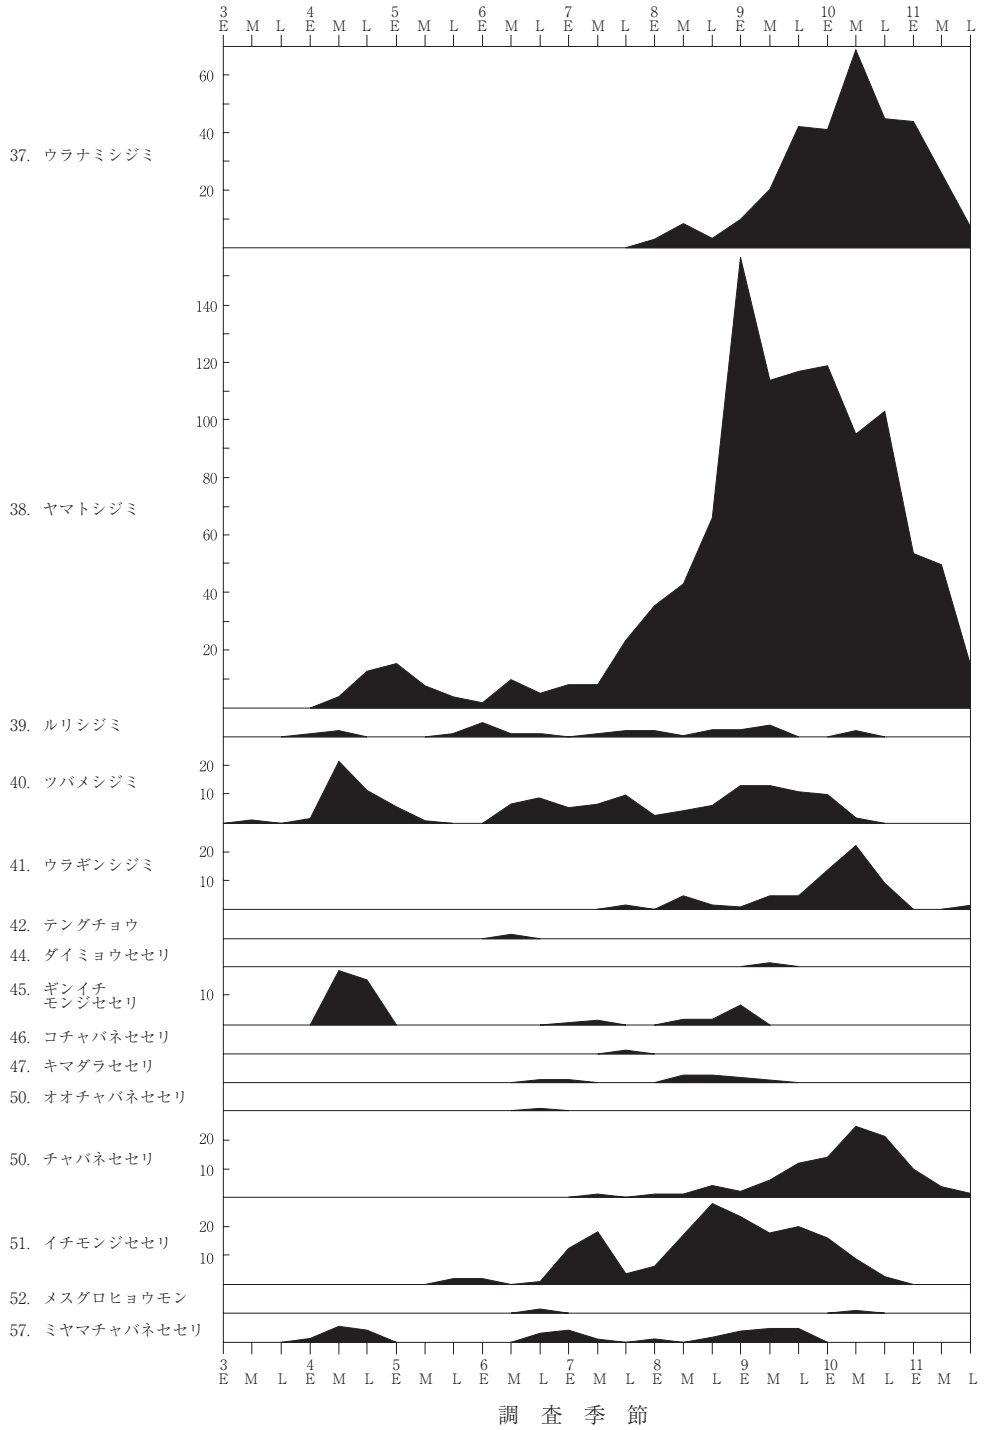 3 4 5 6 7 8 9 10 11
E M L E M L E M L E M L E M L E M L E M L E M L E M L
60
40
37. ウラナミシジミ
20
140
120
100
80
38. ヤマトシジミ
60
40
20
39. ルリシジミ
20
40. ツバメシジミ
10
20
41. ウラギンシジミ
10
42. テングチョウ
44. ダイミョウセセリ
45. ギンイチ
モンジセセリ
10
46. コチャバネセセリ
47. キマダラセセリ
50. オオチャバネセセリ
20
50. チャバネセセリ
10
20
51. イチモンジセセリ
10
52. メスグロヒョウモン
57. ミヤマチャバネセセリ
3 4 5 6 7 8 9 10 11
E M L E M L E M L E M L E M L E M L E M L E M L E M L
調査季節